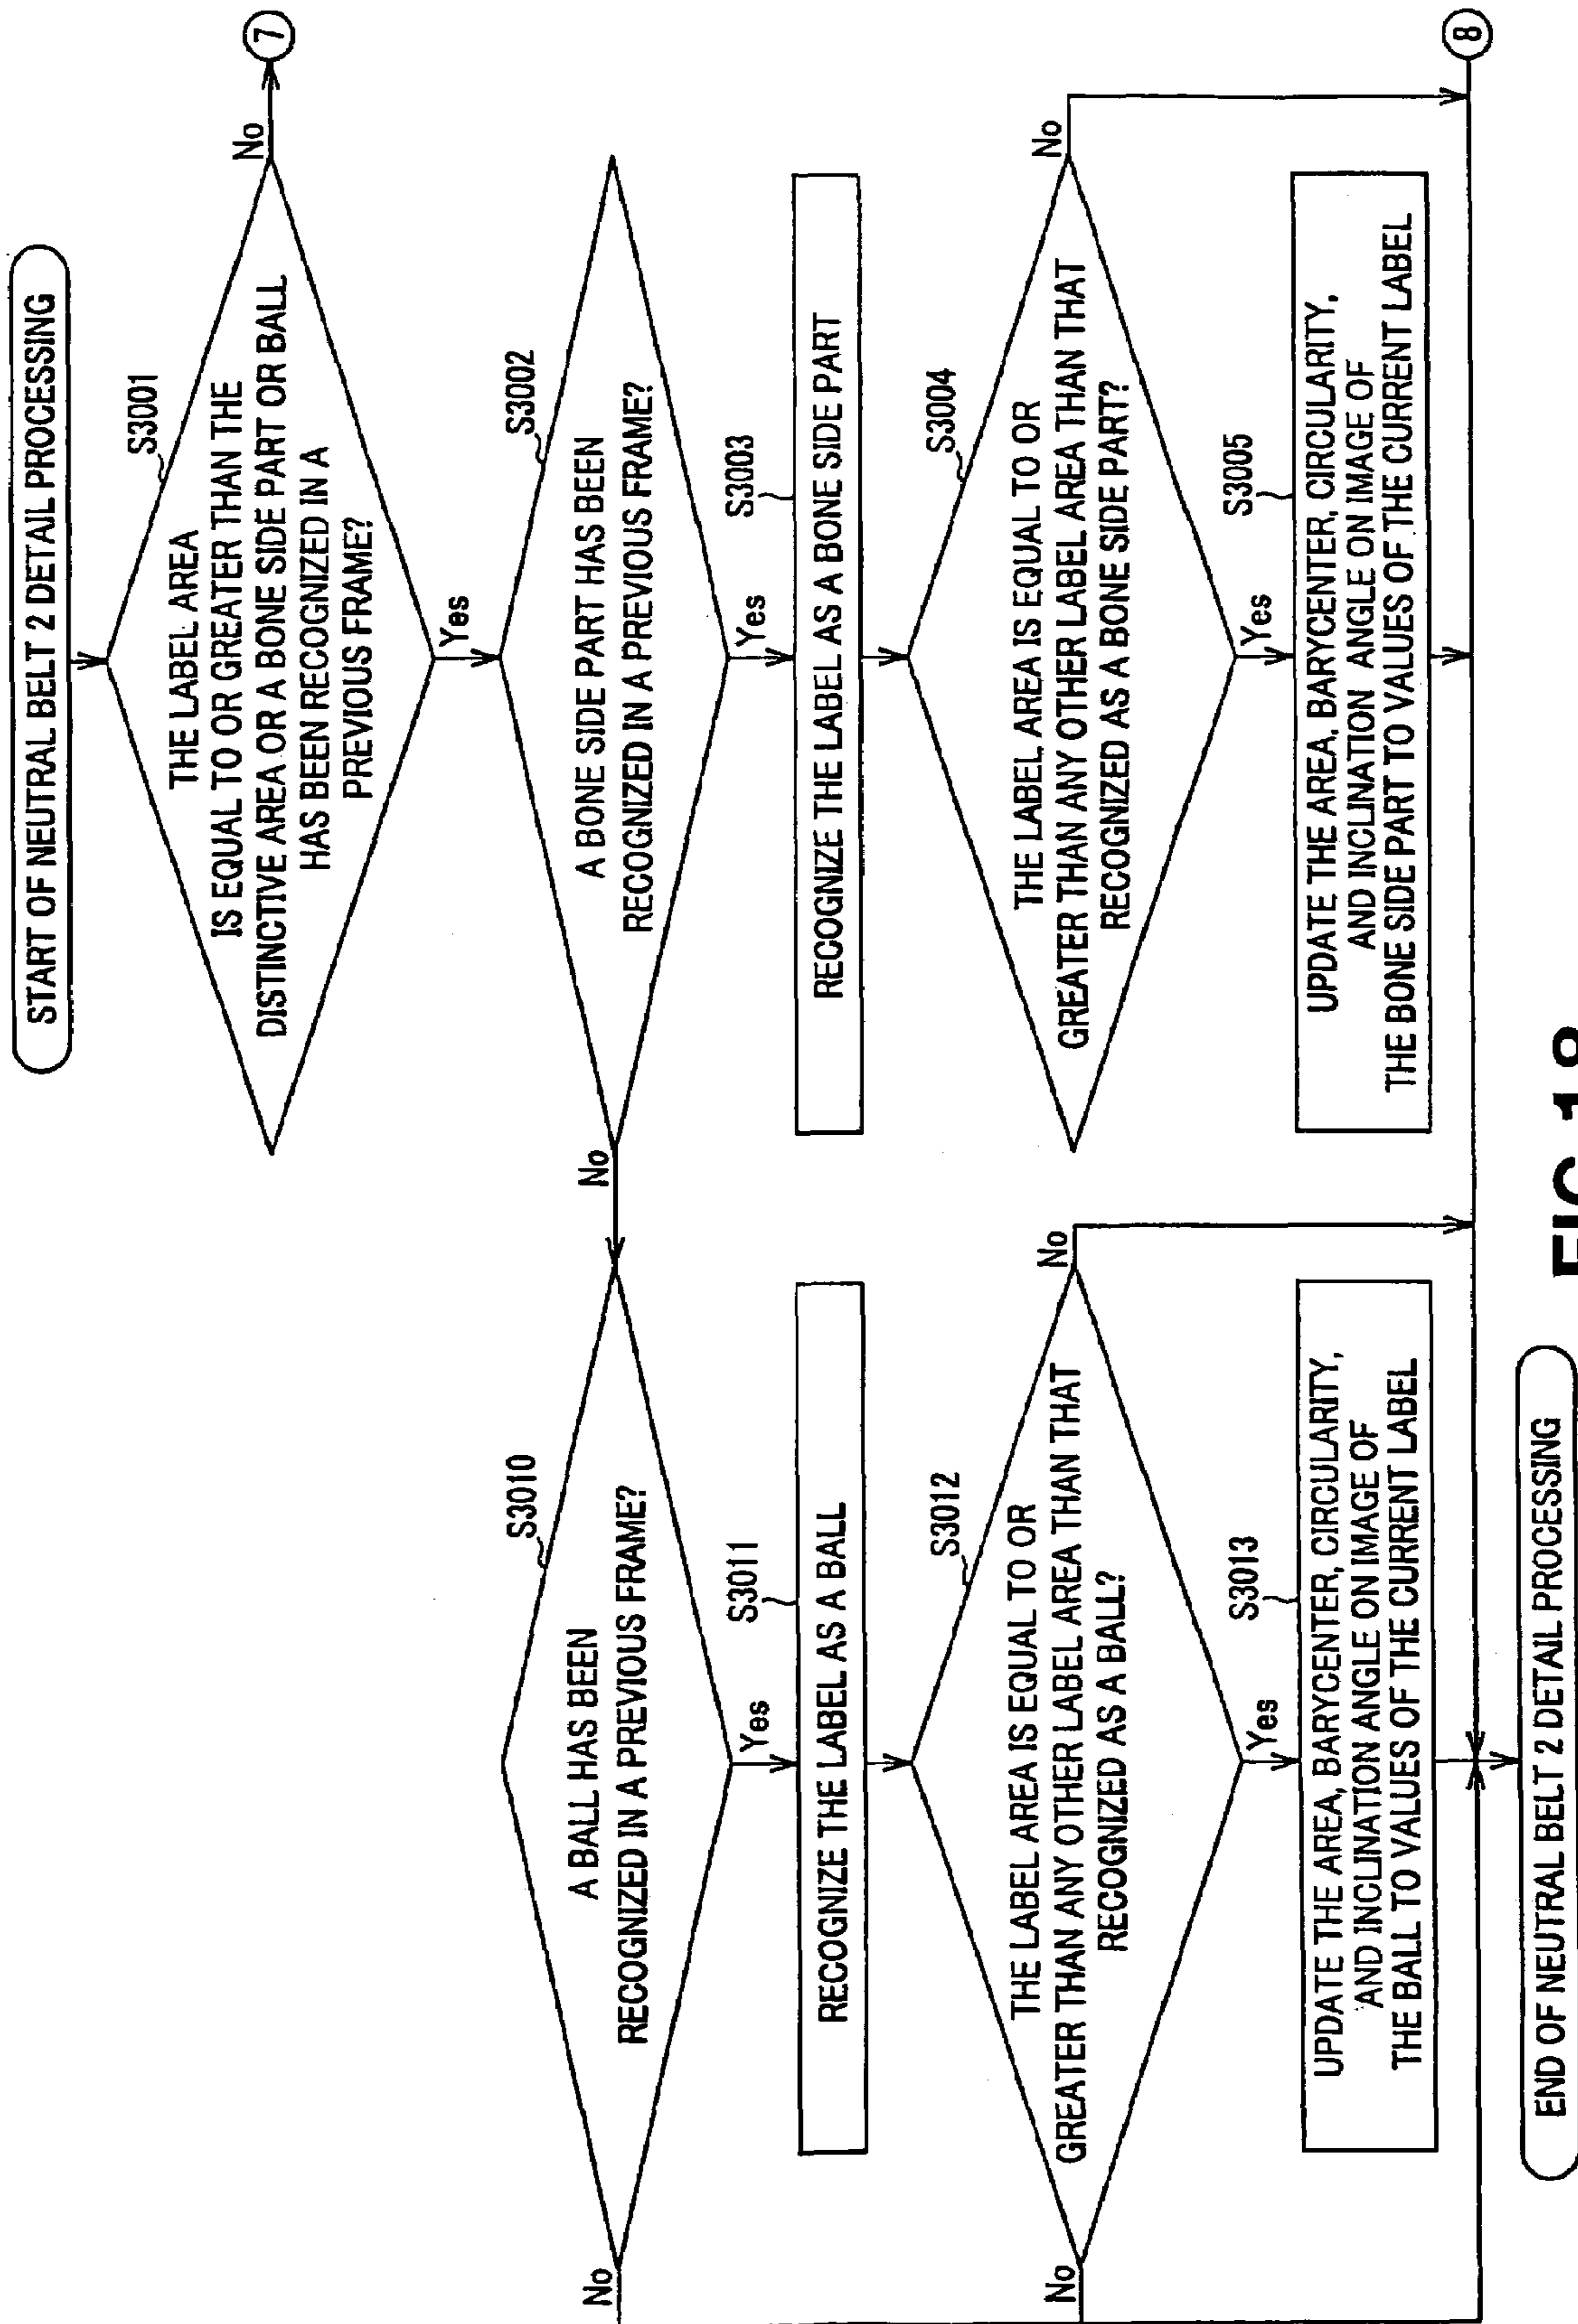 START OF NEUTRAL BELT 2 DETAIL PROCESSING
S3001
THE LABEL AREA
IS EQUAL TO OR GREATER THAN THE
DISTINCTIVE AREA OR A BONE SIDE PART OR BALL
HAS BEEN RECOGNIZED IN A
PREVIOUS FRAME?
No
7
Yes
S3002
A BONE SIDE PART HAS BEEN
RECOGNIZED IN A PREVIOUS FRAME?
No
Yes
S3003
RECOGNIZE THE LABEL AS A BONE SIDE PART
S3004
THE LABEL AREA IS EQUAL TO OR
GREATER THAN ANY OTHER LABEL AREA THAN THAT
RECOGNIZED AS A BONE SIDE PART?
No
Yes
S3005
UPDATE THE AREA, BARYCENTER, CIRCULARITY,
AND INCLINATION ANGLE ON IMAGE OF
THE BONE SIDE PART TO VALUES OF THE CURRENT LABEL
8
S3010
A BALL HAS BEEN
RECOGNIZED IN A PREVIOUS FRAME?
No
Yes
S3011
RECOGNIZE THE LABEL AS A BALL
S3012
THE LABEL AREA IS EQUAL TO OR
GREATER THAN ANY OTHER LABEL AREA THAN THAT
RECOGNIZED AS A BALL?
No
No
Yes
S3013
UPDATE THE AREA, BARYCENTER, CIRCULARITY,
AND INCLINATION ANGLE ON IMAGE OF
THE BALL TO VALUES OF THE CURRENT LABEL
END OF NEUTRAL BELT 2 DETAIL PROCESSING